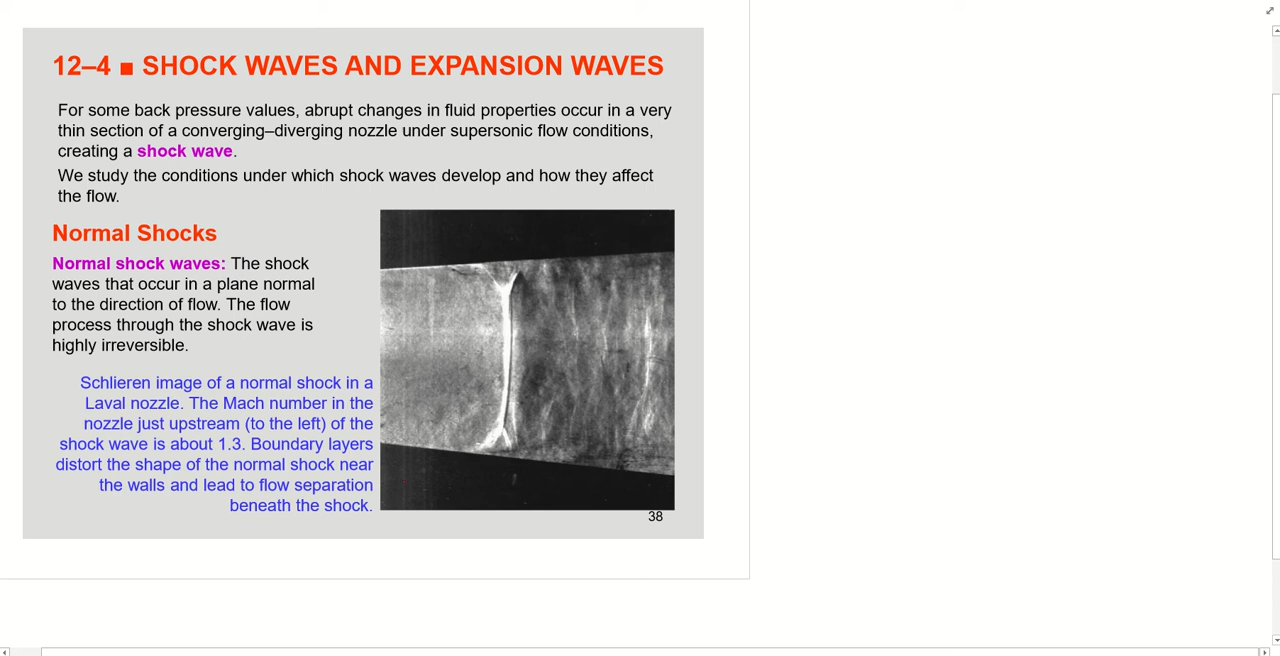 12–4 ■ SHOCK WAVES AND EXPANSION WAVES
For some back pressure values, abrupt changes in fluid properties occur in a very
thin section of a converging–diverging nozzle under supersonic flow conditions,
creating a shock wave.
We study the conditions under which shock waves develop and how they affect
the flow.
Normal Shocks
Normal shock waves: The shock
waves that occur in a plane normal
to the direction of flow. The flow
process through the shock wave is
highly irreversible.
Schlieren image of a normal shock in a
Laval nozzle. The Mach number in the
nozzle just upstream (to the left) of the
shock wave is about 1.3. Boundary layers
distort the shape of the normal shock near
the walls and lead to flow separation
beneath the shock.
38